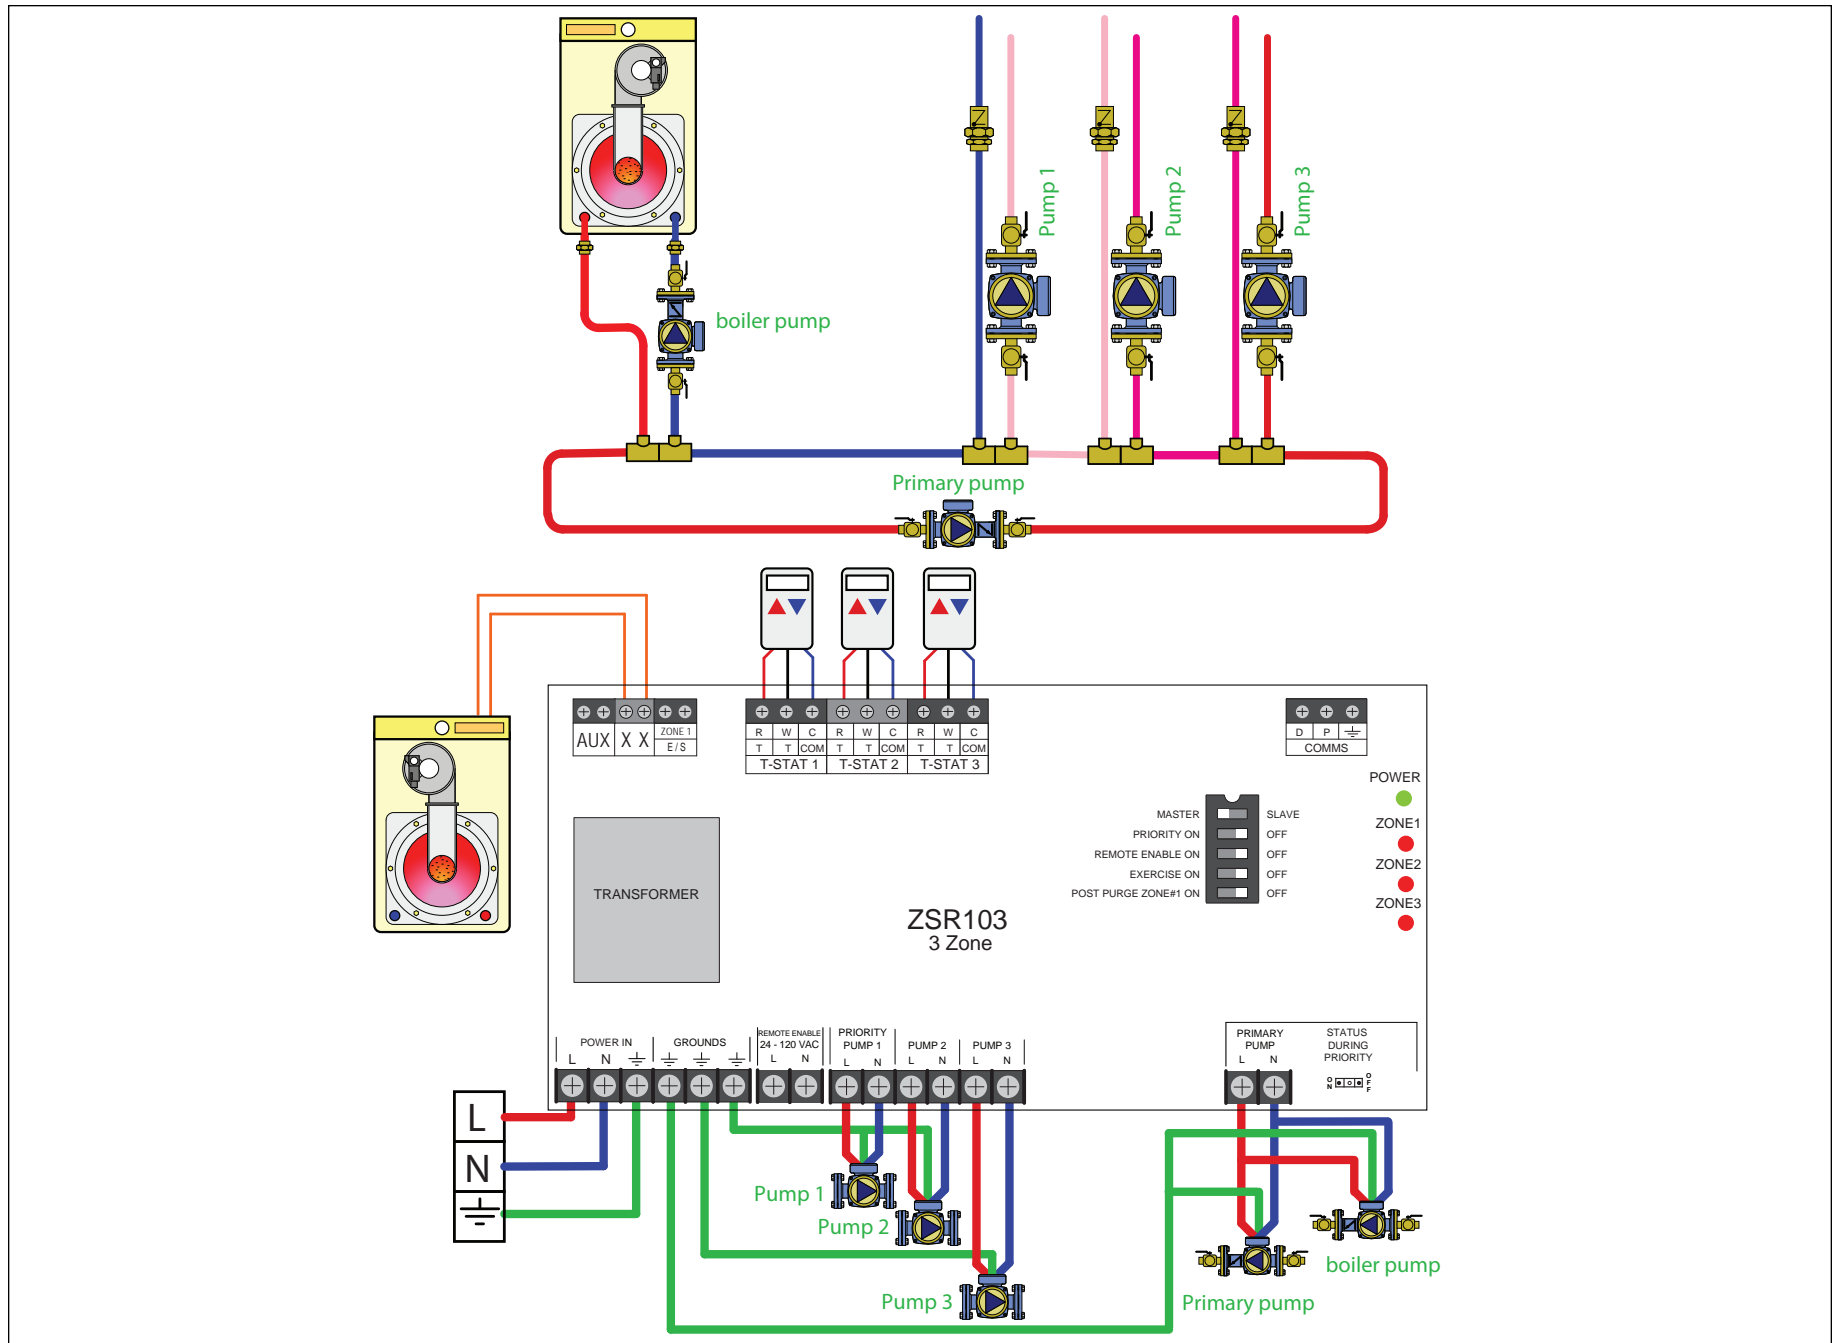 Pump 1
Pump 2
Pump 3
boiler pump
Primary pump
AUX X X ZONE 1
E / S
R W C R W C R W C
T T COM T T COM T T COM
T-STAT 1 T-STAT 2 T-STAT 3
D P
COMMS
POWER
ZONE1
ZONE2
ZONE3
MASTER SLAVE
PRIORITY ON OFF
REMOTE ENABLE ON OFF
EXERCISE ON OFF
POST PURGE ZONE#1 ON OFF
TRANSFORMER
ZSR103
3 Zone
POWER IN
L N
GROUNDS
REMOTE ENABLE
24 - 120 VAC
L N
PRIORITY
PUMP 1
L N
PUMP 2
L N
PUMP 3
L N
PRIMARY
PUMP
L N
STATUS
DURING
PRIORITY
ON OFF
L
N
Pump 1
Pump 2
Pump 3
boiler pump
Primary pump